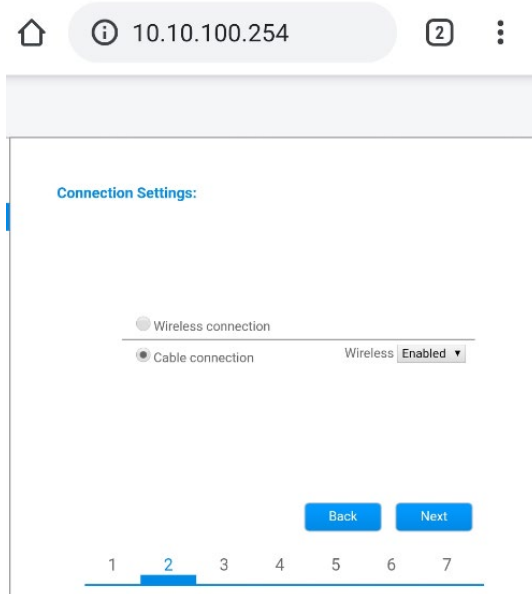 10.10.100.254 2
Connection Settings:
Wireless connection
Cable connection Wireless Enabled
Back Next
1 2 3 4 5 6 7